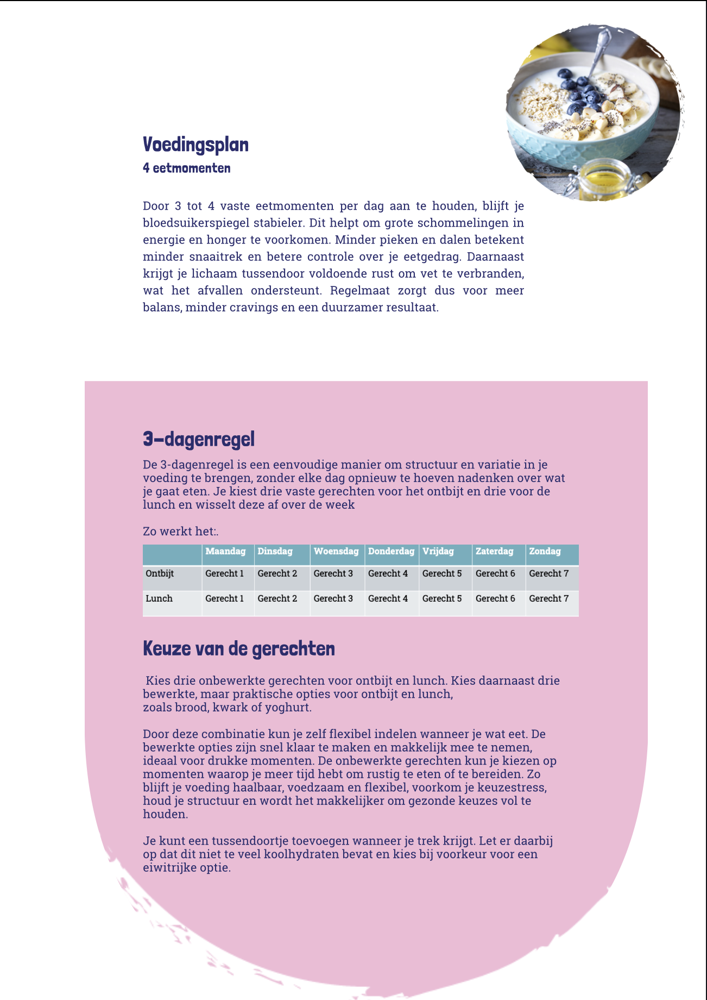 Voedingsplan
4 eetmomenten
Door 3 tot 4 vaste eetmomenten per dag aan te houden, blijft je
bloedsuikerspiegel stabieler. Dit helpt om grote schommelingen in
energie en honger te voorkomen. Minder pieken en dalen betekent
minder snaaitrek en betere controle over je eetgedrag. Daarnaast
krijgt je lichaam tussendoor voldoende rust om vet te verbranden,
wat het afvallen ondersteunt. Regelmaat zorgt dus voor meer
balans, minder cravings en een duurzamer resultaat.
3-dagenregel
De 3-dagenregel is een eenvoudige manier om structuur en variatie in je
voeding te brengen, zonder elke dag opnieuw te hoeven nadenken over wat
je gaat eten. Je kiest drie vaste gerechten voor het ontbijt en drie voor de
lunch en wisselt deze af over de week
Zo werkt het:.
Maandag Dinsdag Woensdag Donderdag Vrijdag Zaterdag Zondag
Ontbijt Gerecht 1 Gerecht 2 Gerecht 3 Gerecht 4 Gerecht 5 Gerecht 6 Gerecht 7
Lunch Gerecht 1 Gerecht 2 Gerecht 3 Gerecht 4 Gerecht 5 Gerecht 6 Gerecht 7
Keuze van de gerechten
Kies drie onbewerkte gerechten voor ontbijt en lunch. Kies daarnaast drie
bewerkte, maar praktische opties voor ontbijt en lunch,
zoals brood, kwark of yoghurt.
Door deze combinatie kun je zelf flexibel indelen wanneer je wat eet. De
bewerkte opties zijn snel klaar te maken en makkelijk mee te nemen,
ideaal voor drukke momenten. De onbewerkte gerechten kun je kiezen op
momenten waarop je meer tijd hebt om rustig te eten of te bereiden. Zo
blijft je voeding haalbaar, voedzaam en flexibel, voorkom je keuzestress,
houd je structuur en wordt het makkelijker om gezonde keuzes vol te
houden.
Je kunt een tussendoortje toevoegen wanneer je trek krijgt. Let er daarbij
op dat dit niet te veel koolhydraten bevat en kies bij voorkeur voor een
eiwitrijke optie.